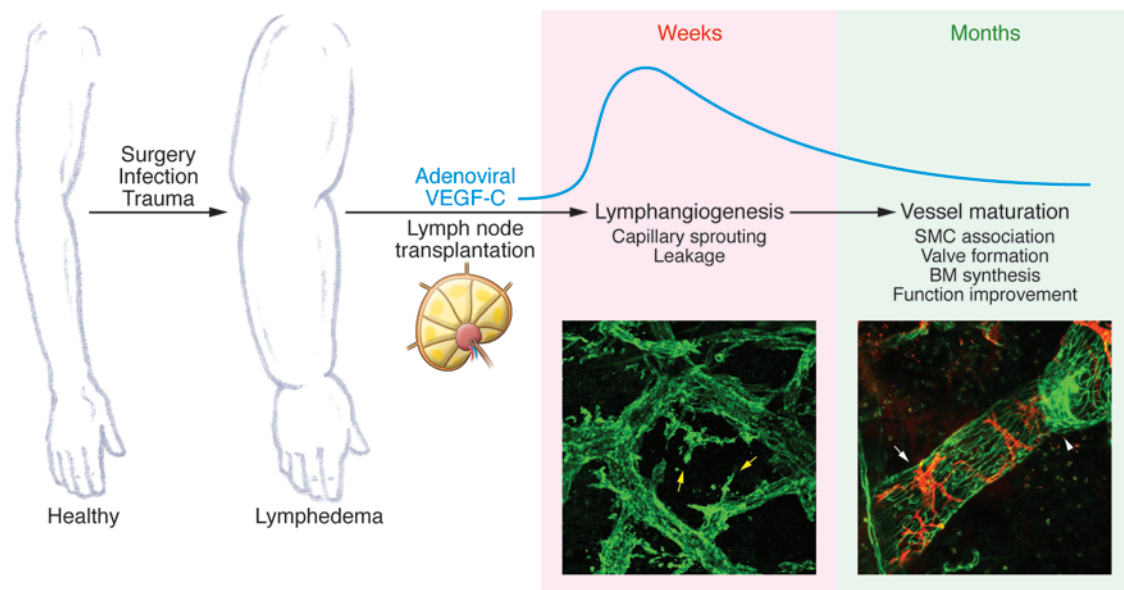 Weeks
Months
Surgery
Infection
Trauma
Adenoviral
VEGF-C
Lymph node
transplantation
Lymphangiogenesis
Capillary sprouting
Leakage
Vessel maturation
SMC association
Valve formation
BM synthesis
Function improvement
Healthy
Lymphedema